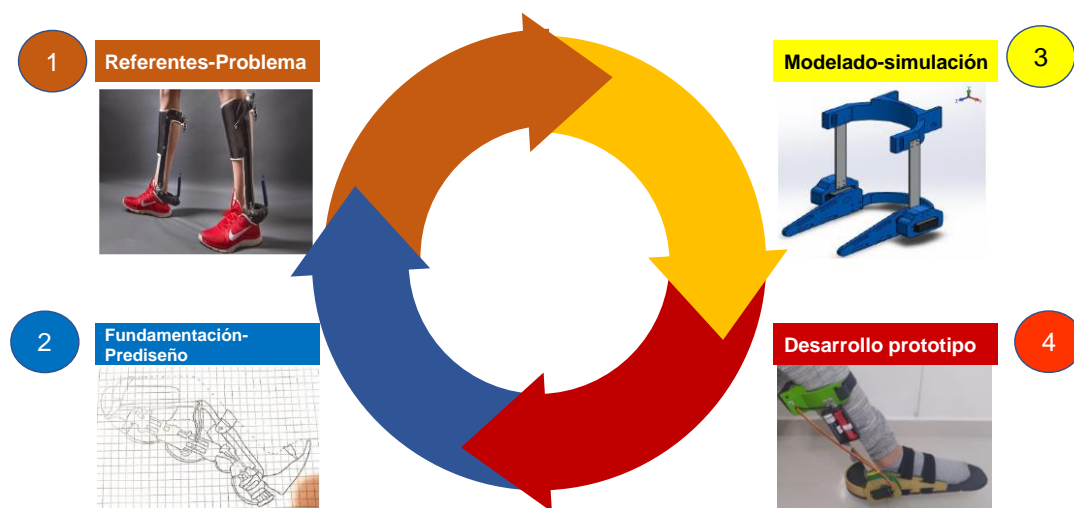 1
Referentes-Problema
2
Fundamentación-
Prediseño
Modelado-simulación
3
Desarrollo prototipo
4